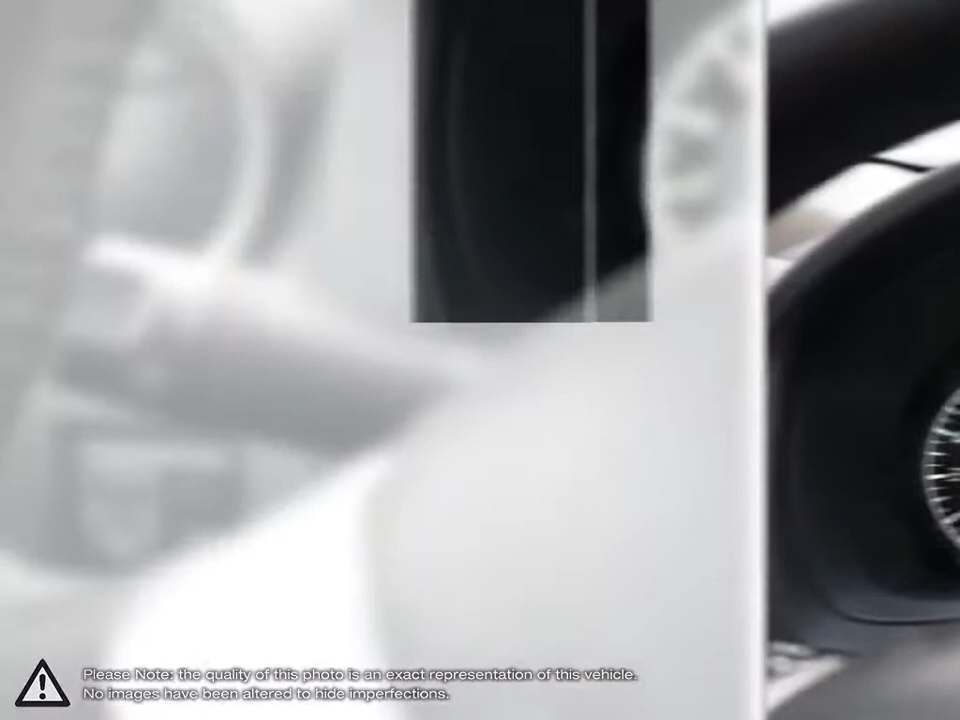 Please Note: the quality of this photo is an exact representation of this vehicle.
No images have been altered to hide imperfections.